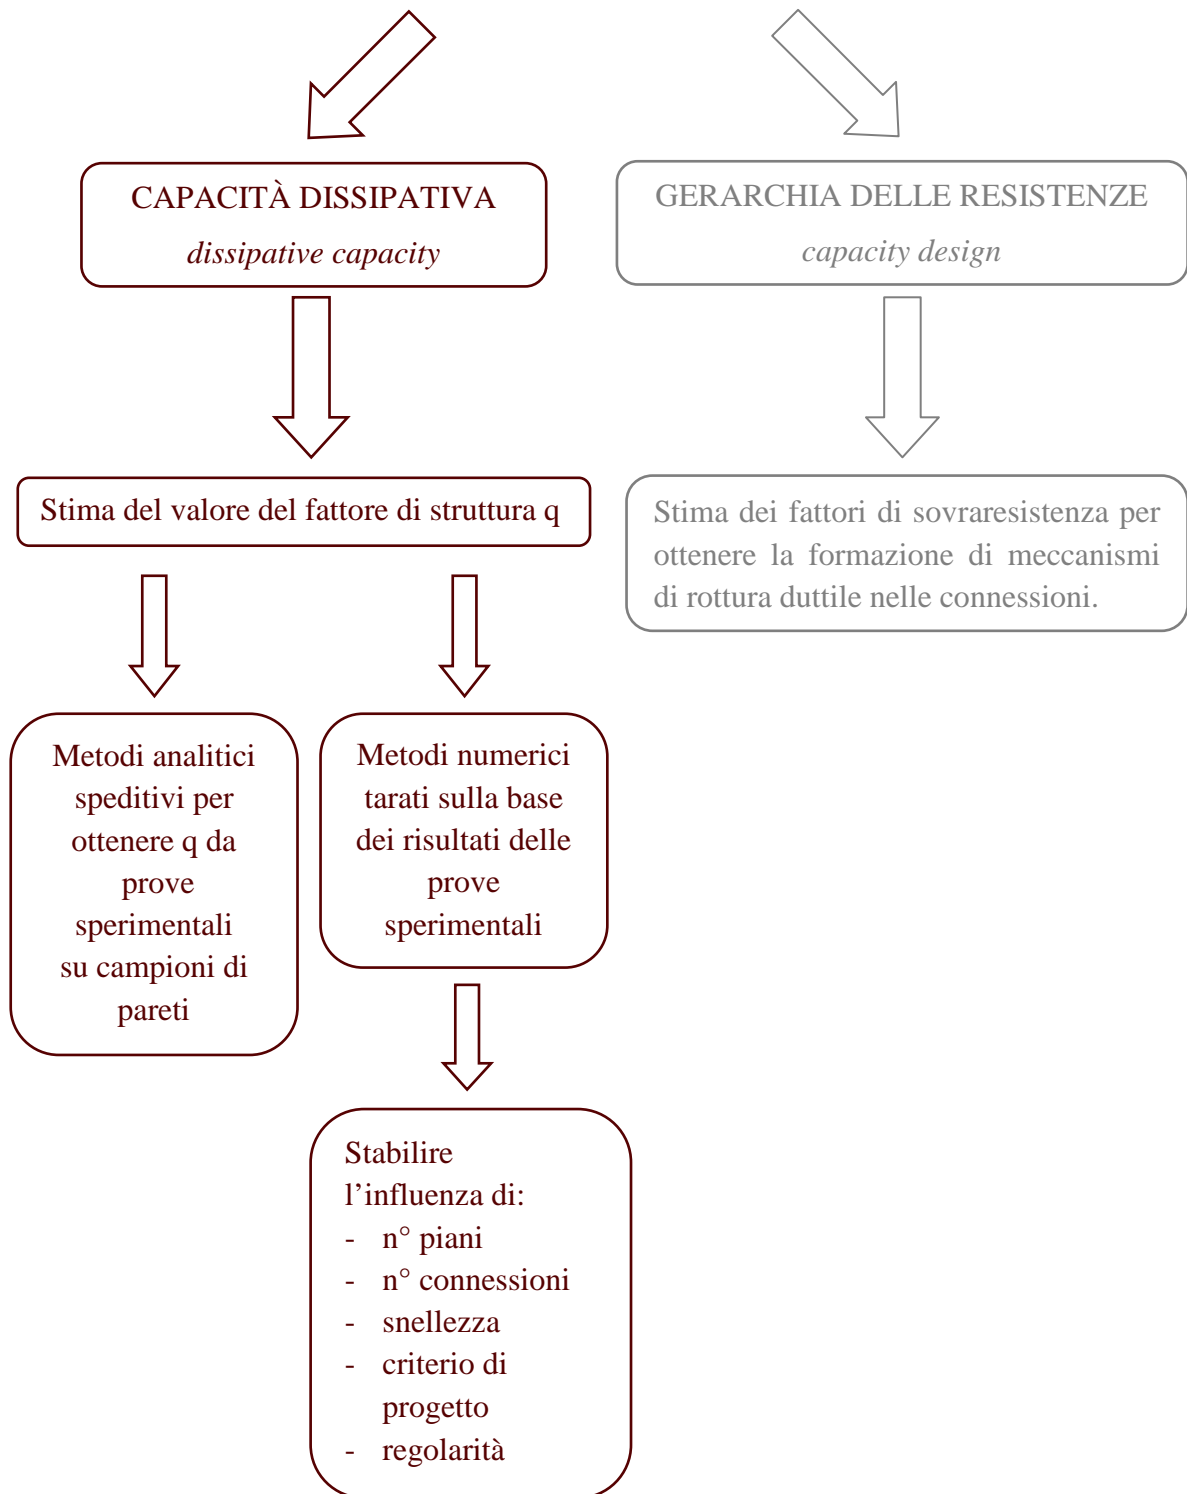 CAPACITÀ DISSIPATIVA
dissipative capacity
GERARCHIA DELLE RESISTENZE
capacity design
Stima del valore del fattore di struttura q
Stima dei fattori di sovraresistenza per
ottenere la formazione di meccanismi
di rottura duttile nelle connessioni.
Metodi analitici
speditivi per
ottenere q da
prove
sperimentali
su campioni di
pareti
Metodi numerici
tarati sulla base
dei risultati delle
prove
sperimentali
Stabilire
l’influenza di:
- n° piani
- n° connessioni
- snellezza
- criterio di
progetto
- regolarità